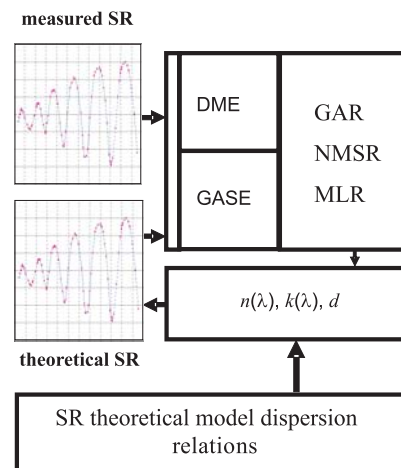 measured SR
DME
GASE
GAR
NMSR
MLR
n(λ), k(λ), d
theoretical SR
SR theoretical model dispersion
relations